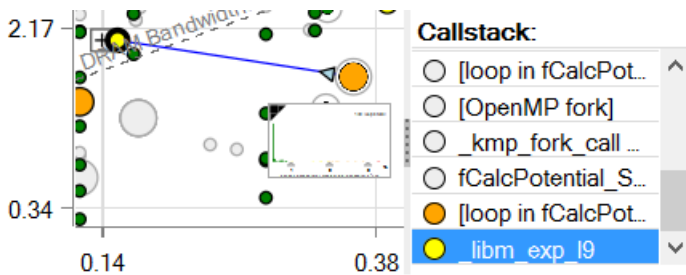 2.17
DRAM Bandwidth
0.34
0.14
0.38
Callstack:
[loop in fCalcPot...
[OpenMP fork]
_kmp_fork_call ...
fCalcPotential_S...
[loop in fCalcPot...
_libm_exp_l9